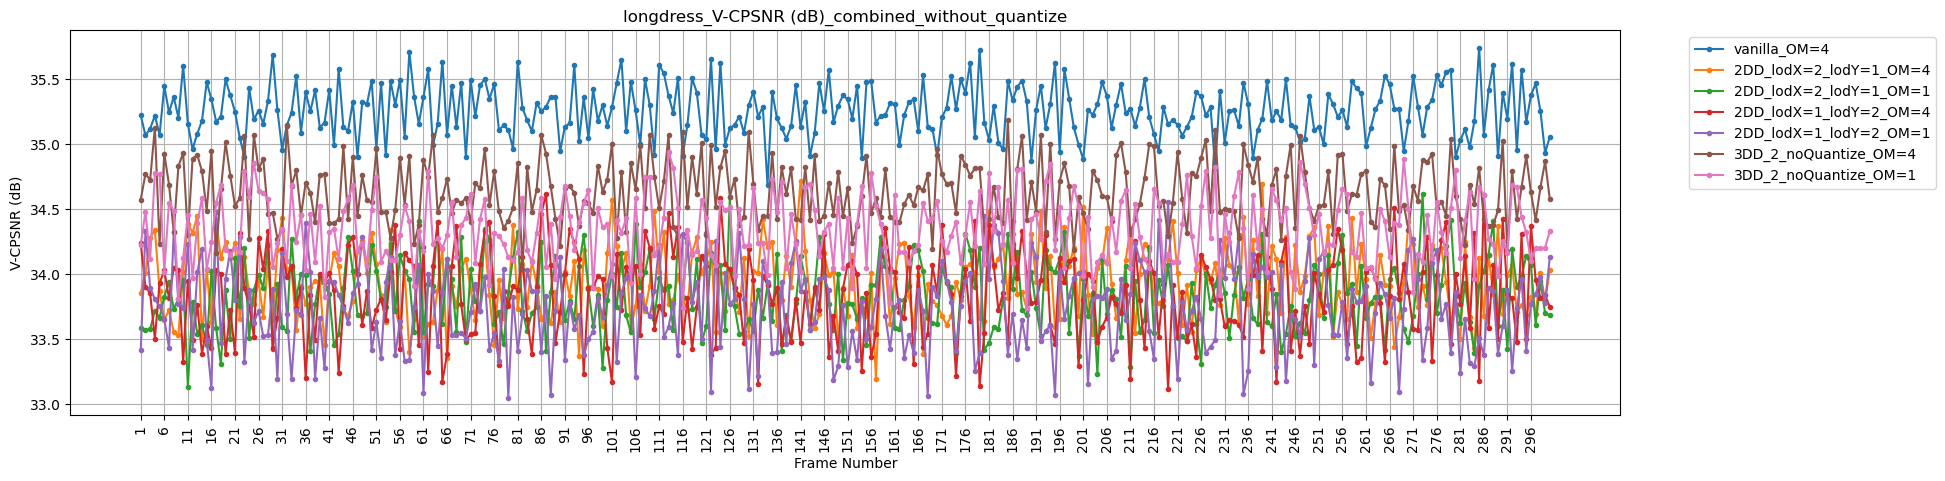 longdress_V-CPSNR (dB)_combined_without_quantize
V-CPSNR (dB)
35.5
35.0
34.5
34.0
33.5
33.0
1 6 11 16 21 26 31 36 41 46 51 56 61 66 71 76 81 86 91 96 101 106 111 116 121 126 131 136 141 146 151 156 161 166 171 176 181 186 191 196 201 206 211 216 221 226 231 236 241 246 251 256 261 266 271 276 281 286 291 296
Frame Number
vanilla_OM=4
2DD_lodX=2_lodY=1_OM=4
2DD_lodX=2_lodY=1_OM=1
2DD_lodX=1_lodY=2_OM=4
2DD_lodX=1_lodY=2_OM=1
3DD_2_noQuantize_OM=4
3DD_2_noQuantize_OM=1